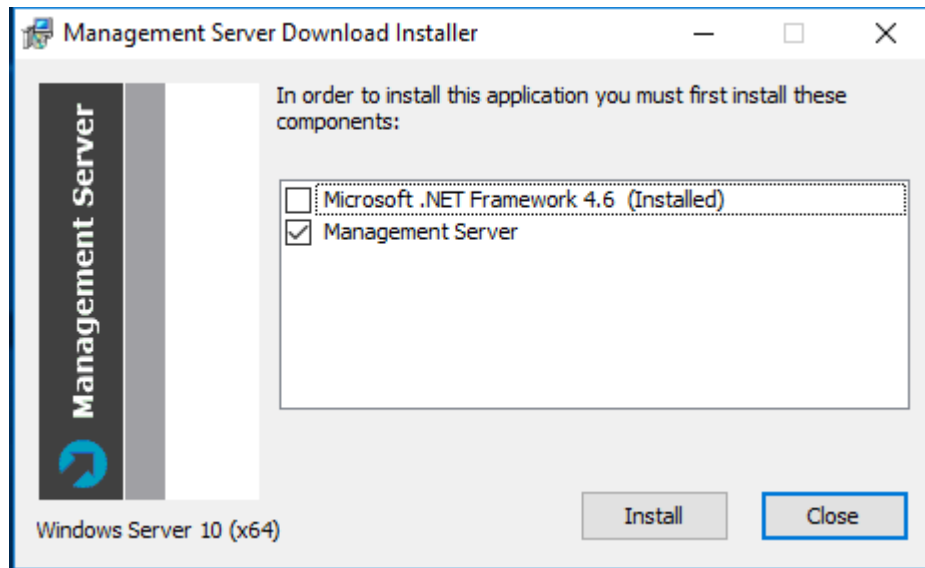 Management Server Download Installer
In order to install this application you must first install these
components:
Management Server
Microsoft .NET Framework 4.6 (Installed)
Management Server
Windows Server 10 (x64)
Install
Close